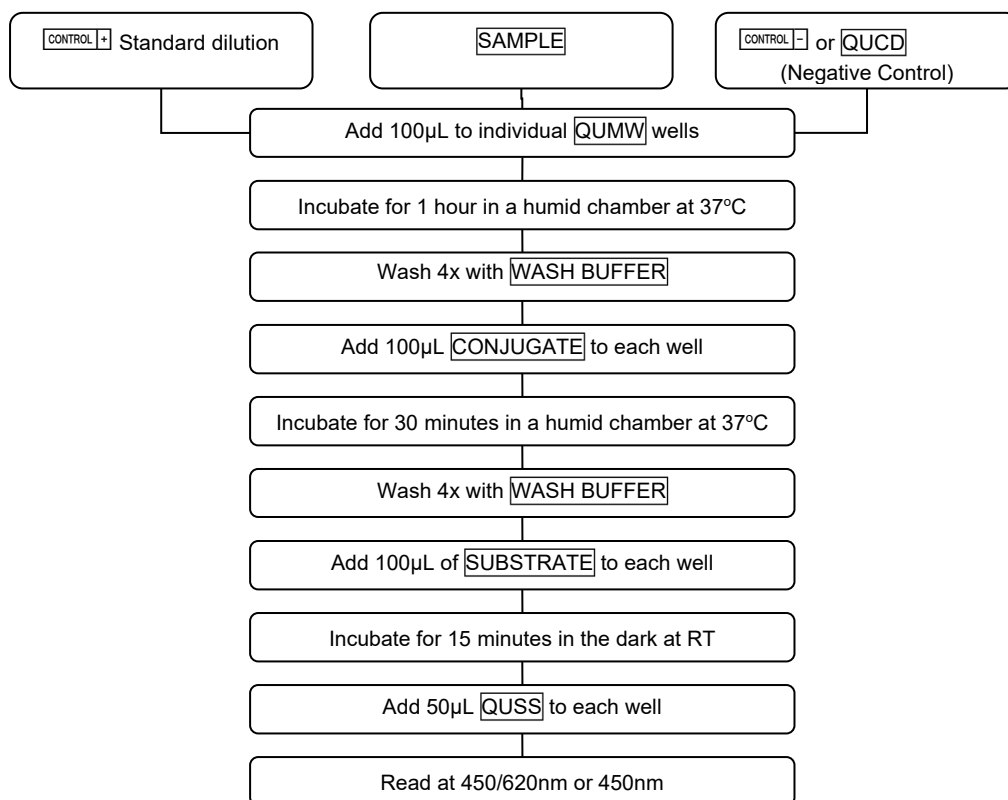 CONTROL + Standard dilution
SAMPLE
CONTROL - or QUCD
(Negative Control)
Add 100µL to individual QUMW wells
Incubate for 1 hour in a humid chamber at 37°C
Wash 4x with WASH BUFFER
Add 100µL CONJUGATE to each well
Incubate for 30 minutes in a humid chamber at 37°C
Wash 4x with WASH BUFFER
Add 100µL of SUBSTRATE to each well
Incubate for 15 minutes in the dark at RT
Add 50µL QUSS to each well
Read at 450/620nm or 450nm